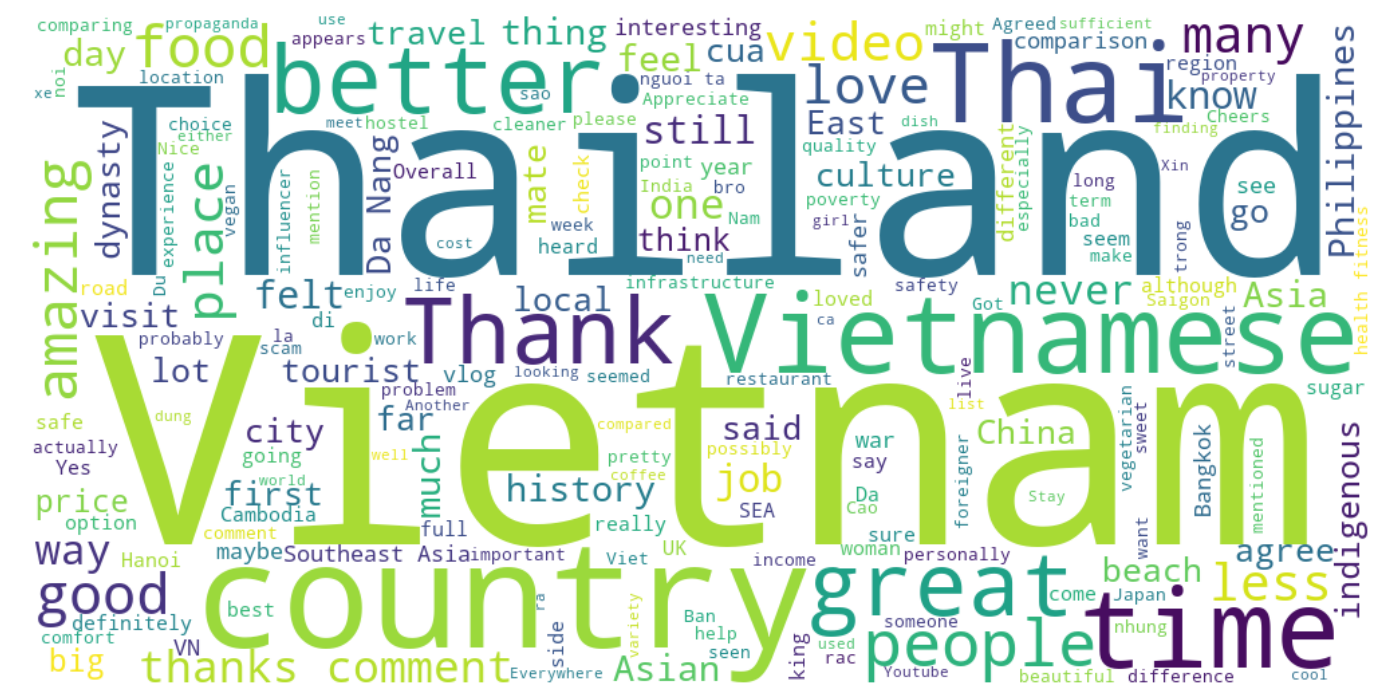 comparing propaganda use
appears travel thing interesting might Agreed sufficient
day food feel cua video comparison many
location better nguoi ta love Thai region property know
xe noi sao Appreciate Philippines
choice meet hostel cleaner please still East dish finding Cheers
either Nice Thailand quality different especially
amazing dynasty place experience vegan influencer mention Da Nang Overall mate check point year culture long Xin see
India bro poverty term go
one Nam girl bad
week think safer seem strong
cost heard need make
Du road felt enjoy life infrastructure loved safety never although Asia
visit di local Got Saigon health fitness
probably la scam work Thank ca Vietnamese street
lot tourist vlog looking seemed restaurant live sugar
problem Another list
safe dung far compared said war China vegetarian sweet
actually city much well pretty possibly say Bangkok mentioned indigenous
Yes going coffee foreigner
price world Vietnam job Stay
first history Da
option Cambodia SEA Cao
comment full really sure want
way Hanoi maybe Southeast Asia important Viet UK income woman personally agree
good country great come beach less
best ra Ban someone Japan time
definitely variety help people nhung
comfort VN side seen king used
big thanks comment Everywhere Asian rac Youtube beautiful difference cool